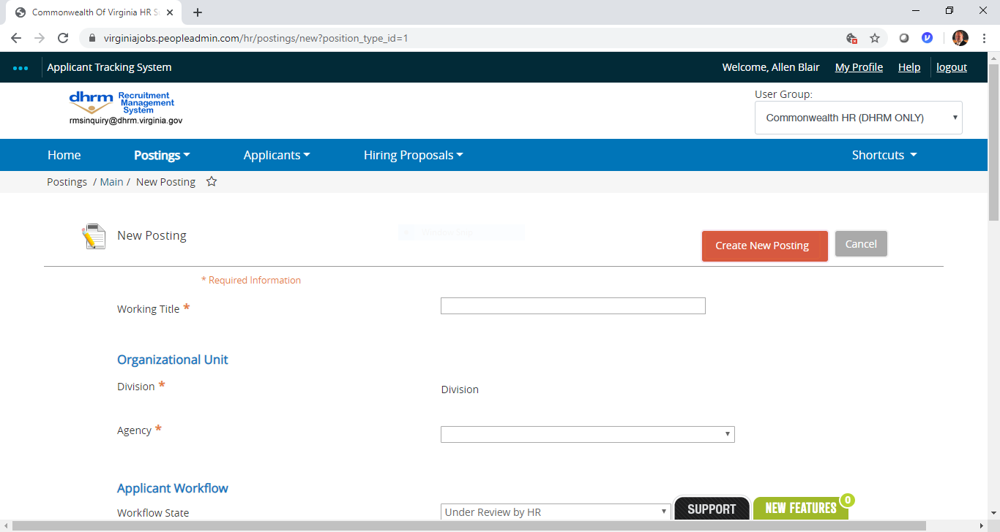 Commonwealth Of Virginia HR S
virginiajobs.peopleadmin.com/hr/postings/new?position_type_id=1
Applicant Tracking System
Welcome, Allen Blair My Profile Help logout
dhrm Recruitment
Management
System
rmsinquiry@dhrm.virginia.gov
User Group:
Commonwealth HR (DHRM ONLY)
Home Postings Applicants Hiring Proposals Shortcuts
Postings / Main / New Posting
New Posting
Create New Posting Cancel
* Required Information
Working Title *
Organizational Unit
Division * Division
Agency *
Applicant Workflow
Workflow State Under Review by HR
SUPPORT NEW FEATURES 0